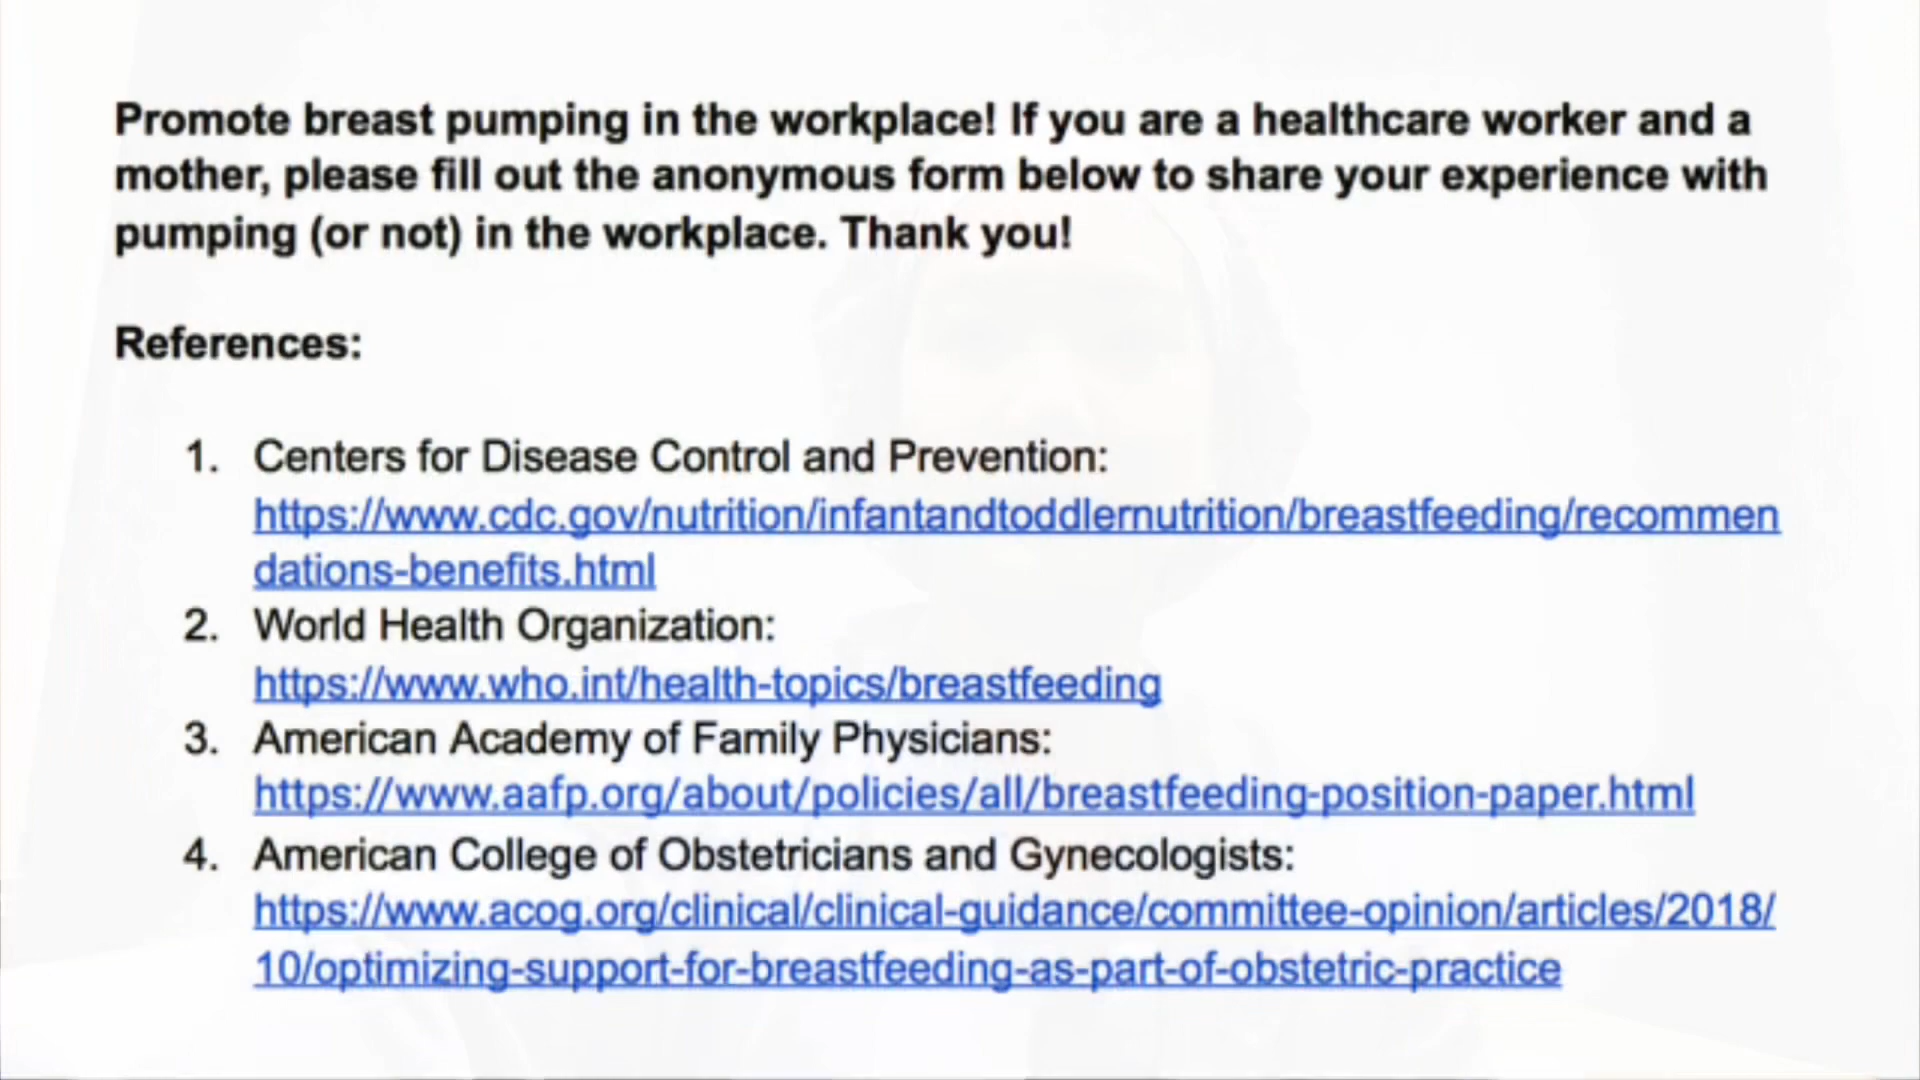 Promote breast pumping in the workplace! If you are a healthcare worker and a
mother, please fill out the anonymous form below to share your experience with
pumping (or not) in the workplace. Thank you!
References:
1. Centers for Disease Control and Prevention:
https://www.cdc.gov/nutrition/infantandtoddlernutrition/breastfeeding/recommen
dations-benefits.html
2. World Health Organization:
https://www.who.int/health-topics/breastfeeding
3. American Academy of Family Physicians:
https://www.aafp.org/about/policies/all/breastfeeding-position-paper.html
4. American College of Obstetricians and Gynecologists:
https://www.acog.org/clinical/clinical-guidance/committee-opinion/articles/2018/
10/optimizing-support-for-breastfeeding-as-part-of-obstetric-practice